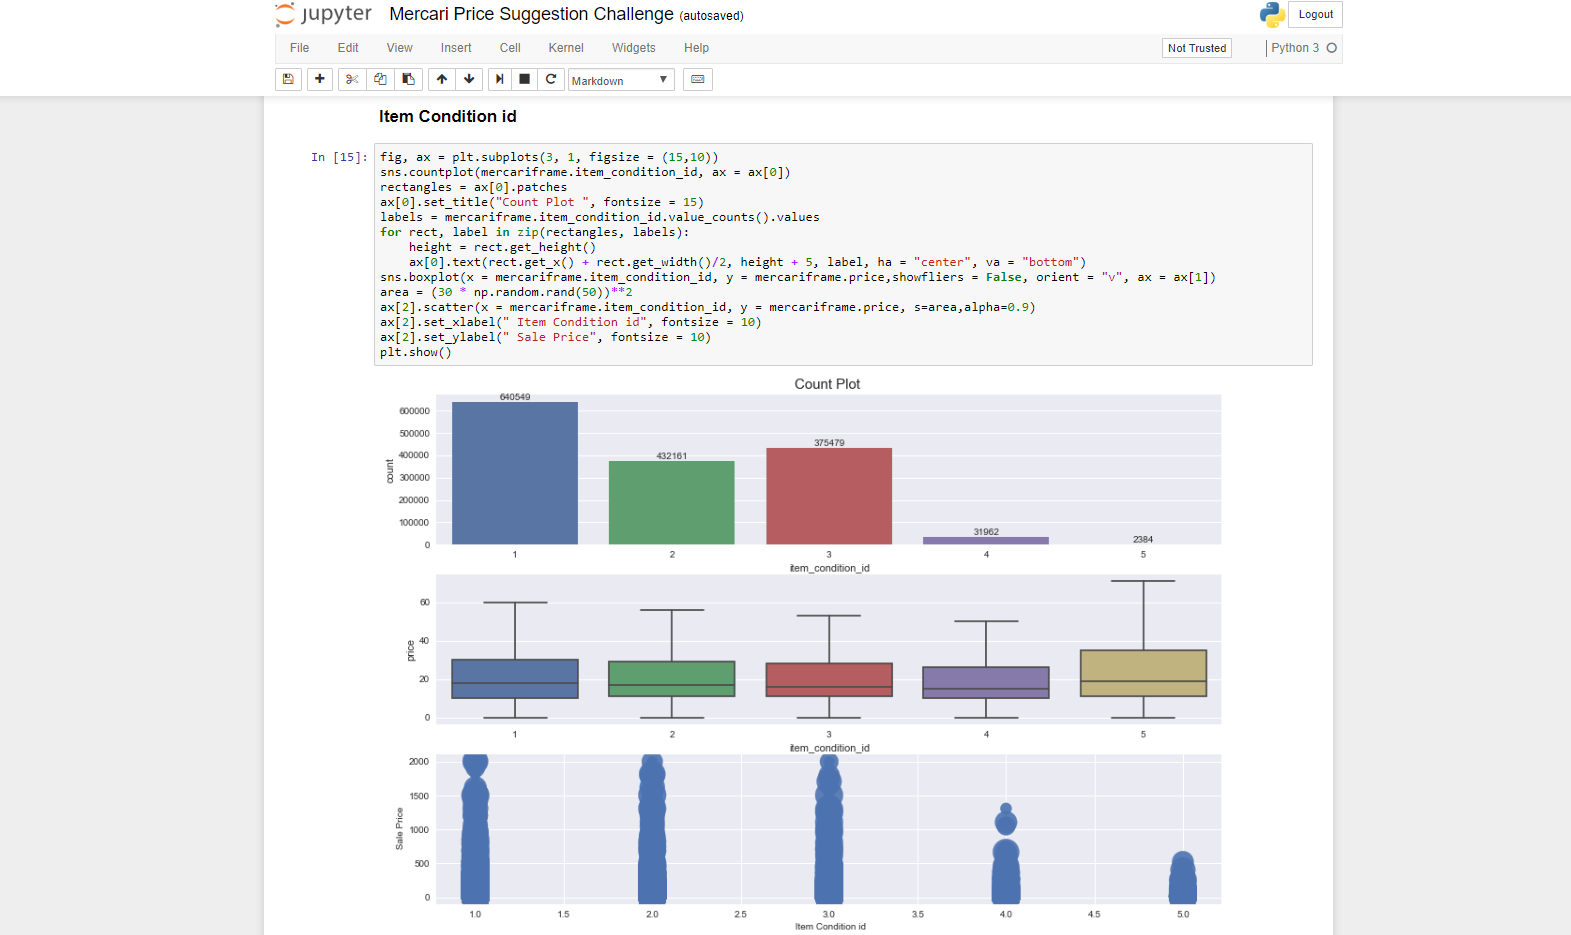 jupyter Mercari Price Suggestion Challenge (autosaved) Logout
File Edit View Insert Cell Kernel Widgets Help Not Trusted Python 3
Markdown
Item Condition id
In [15]: fig, ax = plt.subplots(3, 1, figsize = (15,10))
sns.countplot(mercariframe.item_condition_id, ax = ax[0])
rectangles = ax[0].patches
ax[0].set_title("Count Plot ", fontsize = 15)
labels = mercariframe.item_condition_id.value_counts().values
for rect, label in zip(rectangles, labels):
    height = rect.get_height()
    ax[0].text(rect.get_x() + rect.get_width()/2, height + 5, label, ha = "center", va = "bottom")
sns.boxplot(x = mercariframe.item_condition_id, y = mercariframe.price,showfliers = False, orient = "v", ax = ax[1])
area = (30 * np.random.rand(50))**2
ax[2].scatter(x = mercariframe.item_condition_id, y = mercariframe.price, s=area,alpha=0.9)
ax[2].set_xlabel(" Item Condition id", fontsize = 10)
ax[2].set_ylabel(" Sale Price", fontsize = 10)
plt.show()
Count Plot
640549
432161
375479
31962
2384
600000
500000
400000
300000
200000
100000
0
count
1 2 3 4 5
item_condition_id
60
40
20
0
price
1 2 3 4 5
item_condition_id
2000
1500
1000
500
0
Sale Price
1.0 1.5 2.0 2.5 3.0 3.5 4.0 4.5 5.0
Item Condition id